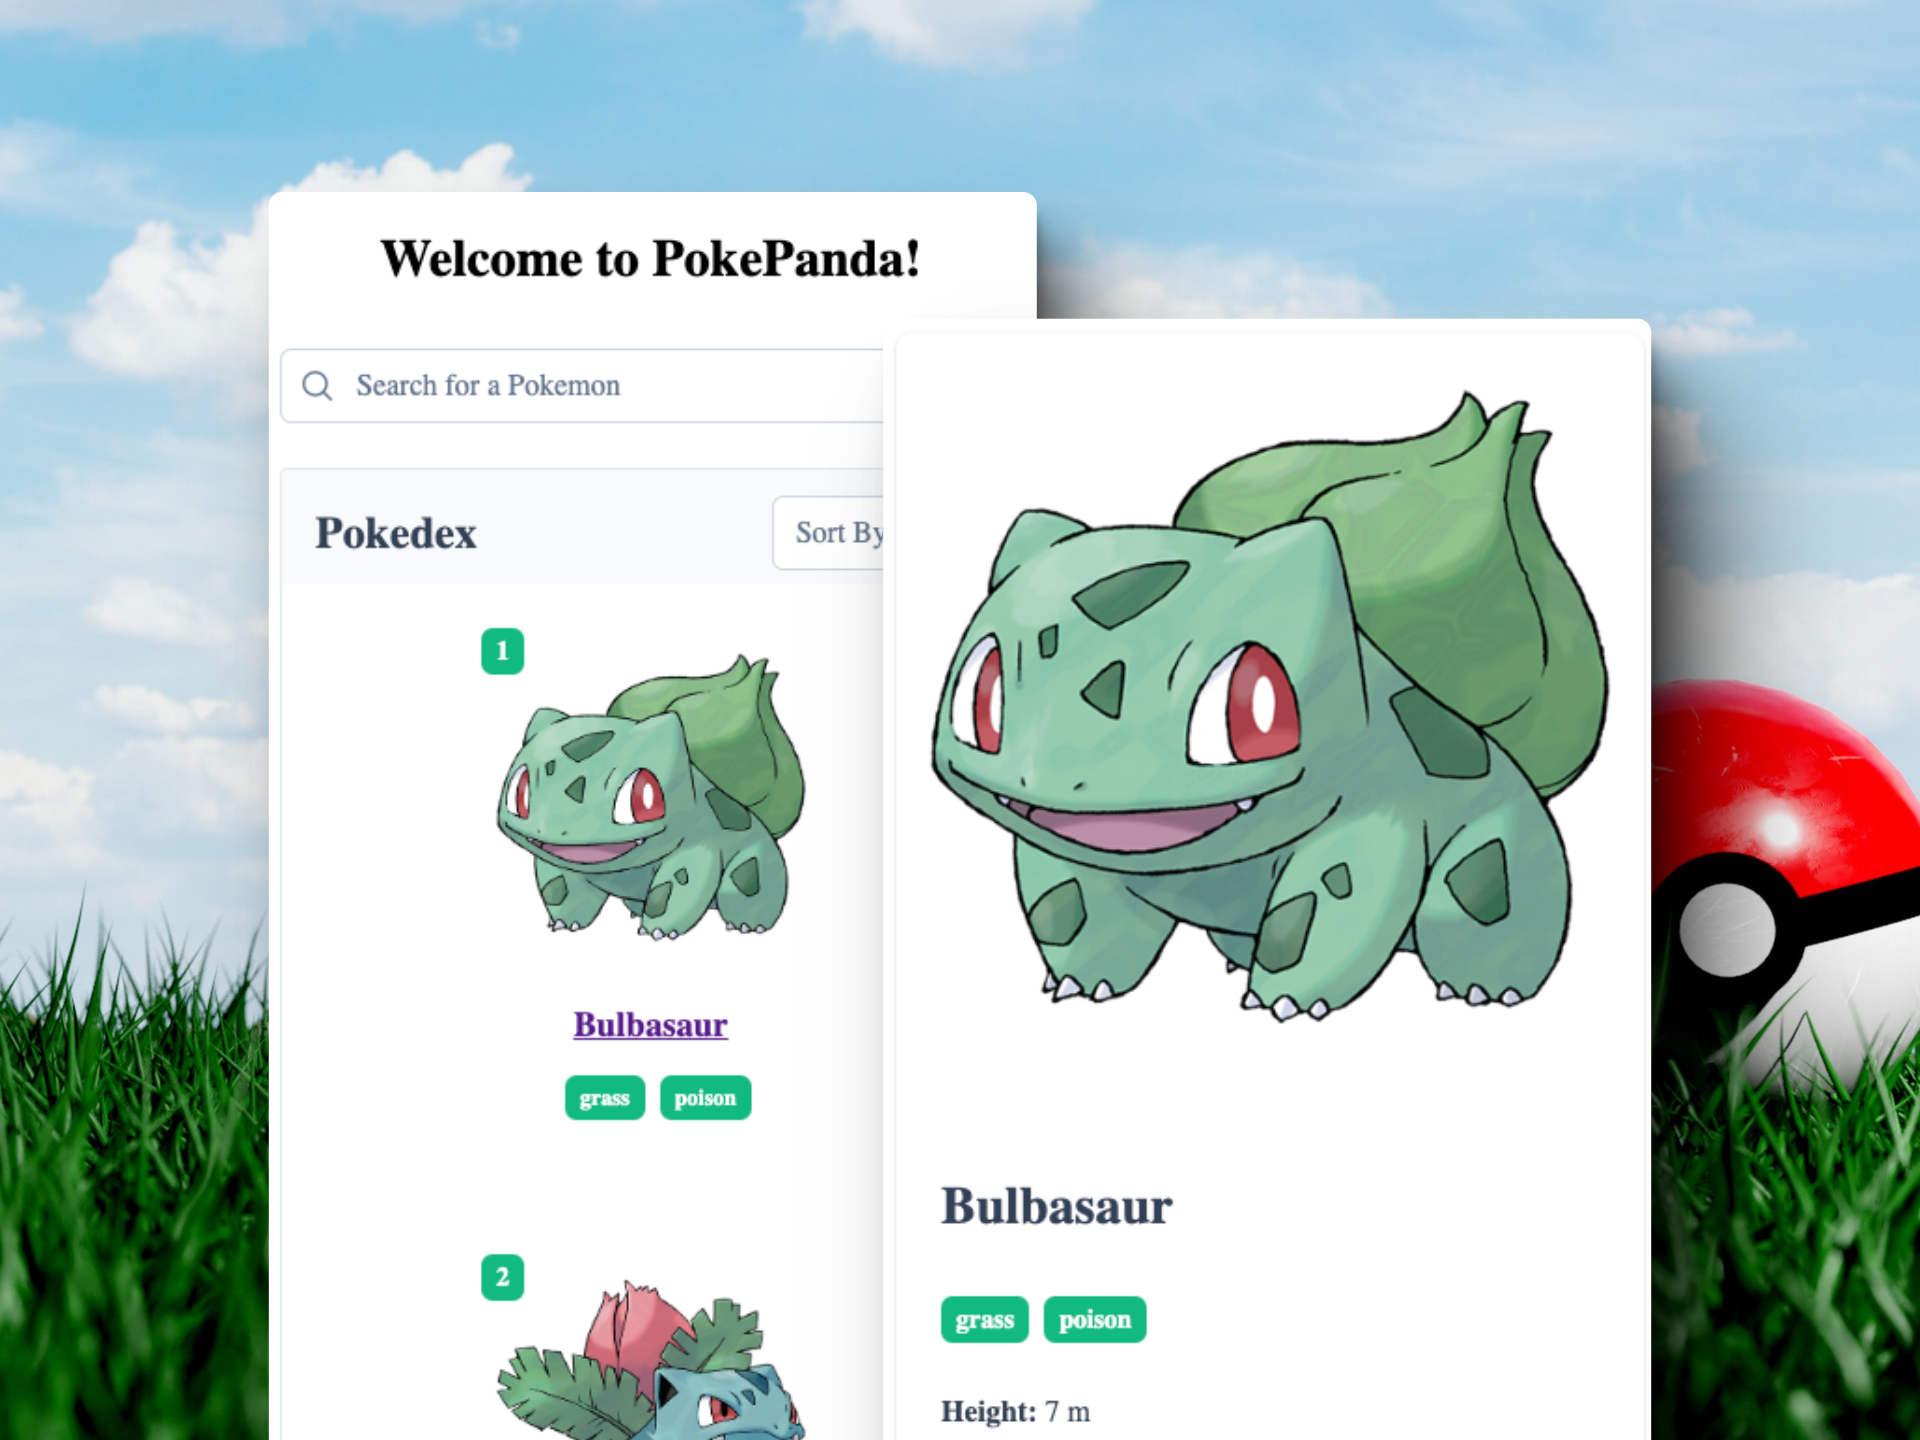 Welcome to PokePanda!
Search for a Pokemon
Pokedex
Sort By
1
Bulbasaur
grass poison
2
Bulbasaur
grass poison
Height: 7 m